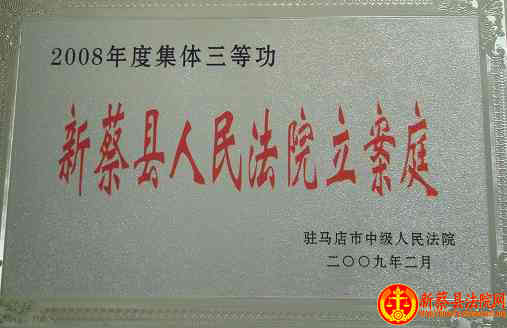 2008年度集体三等功
新蔡县人民法院立案庭
驻马店市中级人民法院
二〇〇九年二月
新蔡县法院网